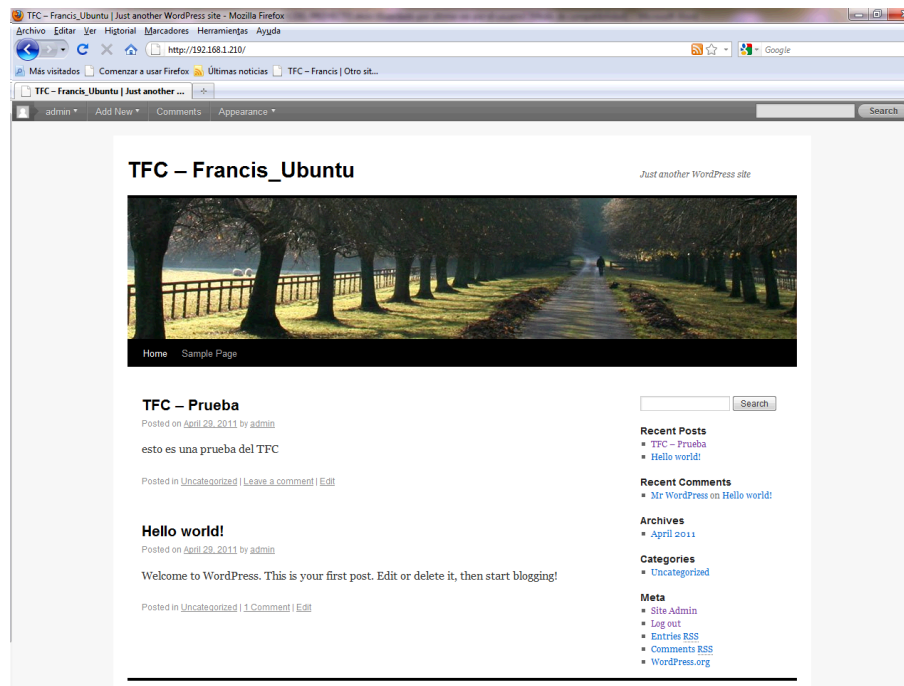 TFC – Francis_Ubuntu | Just another WordPress site - Mozilla Firefox
Archivo Editar Ver Historial Marcadores Herramientas Ayuda
http://192.168.1.210/
Google
Más visitados Comenzar a usar Firefox Últimas noticias TFC – Francis | Otro sit...
TFC – Francis_Ubuntu | Just another ...
admin Add New Comments Appearance Search
TFC – Francis_Ubuntu
Just another WordPress site
Home Sample Page
TFC – Prueba
Posted on April 29, 2011 by admin
esto es una prueba del TFC
Posted in Uncategorized | Leave a comment | Edit
Hello world!
Posted on April 29, 2011 by admin
Welcome to WordPress. This is your first post. Edit or delete it, then start blogging!
Posted in Uncategorized | 1 Comment | Edit
Search
Recent Posts
TFC – Prueba
Hello world!
Recent Comments
Mr WordPress on Hello world!
Archives
April 2011
Categories
Uncategorized
Meta
Site Admin
Log out
Entries RSS
Comments RSS
WordPress.org